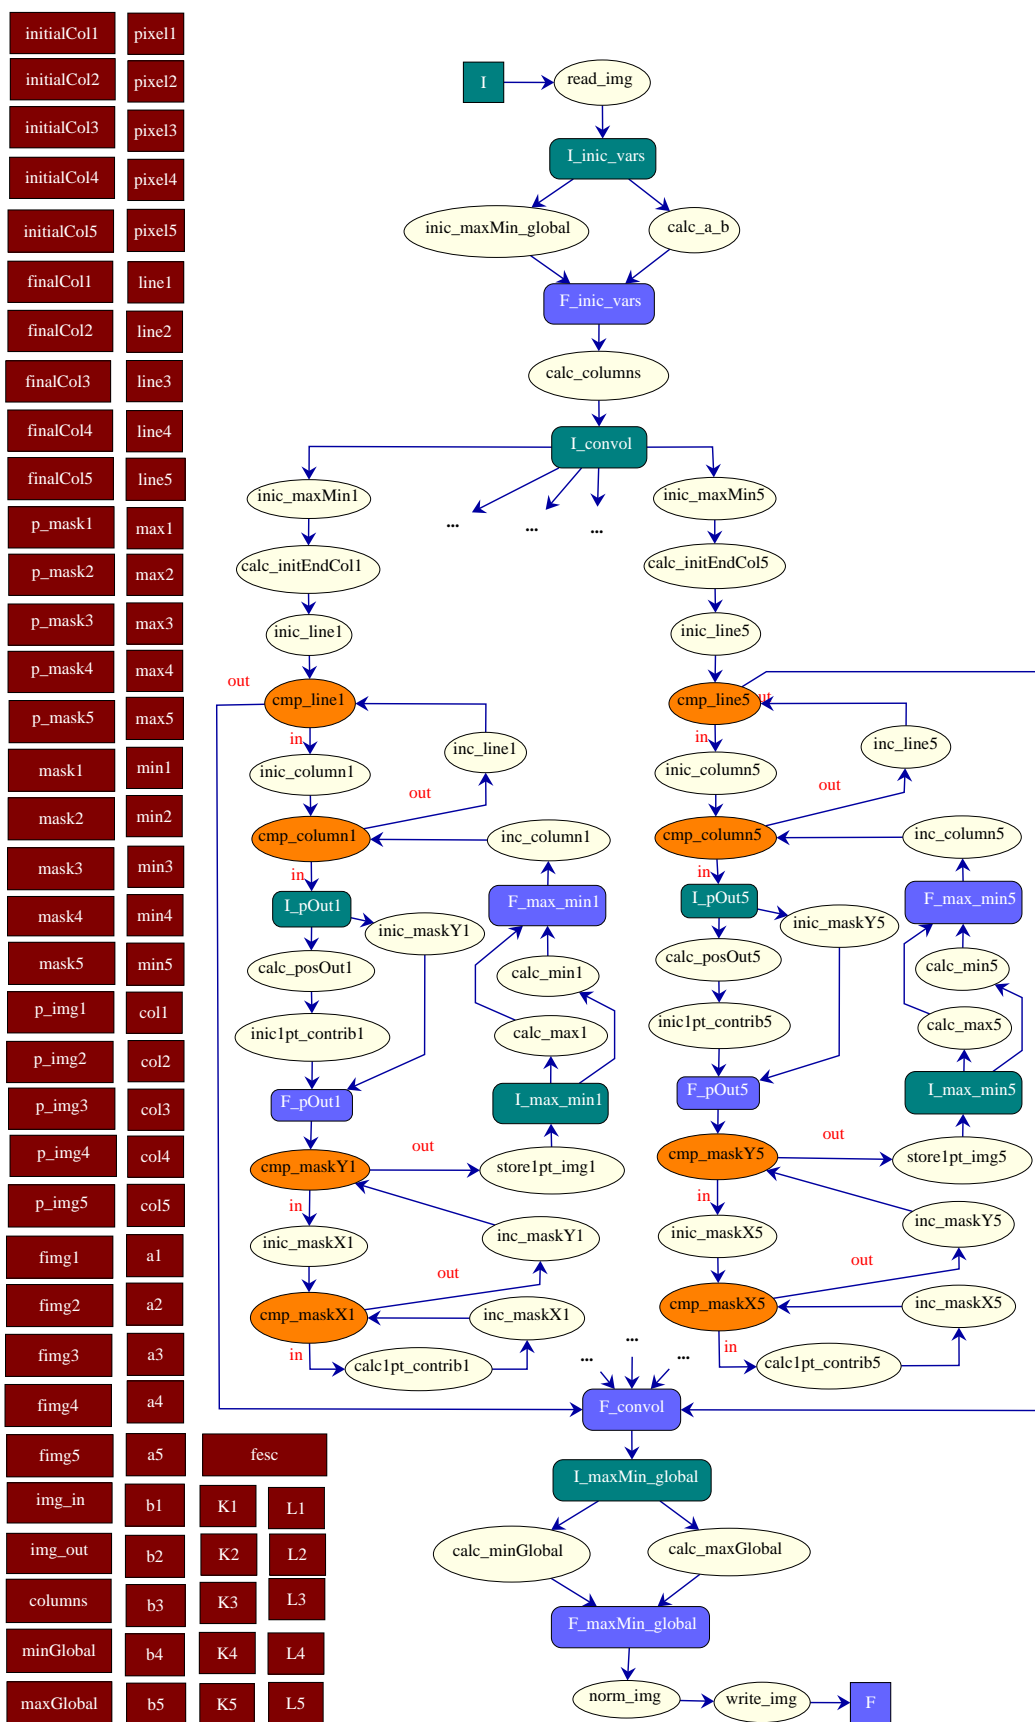 initialCol1 pixel1
initialCol2 pixel2
initialCol3 pixel3
initialCol4 pixel4
initialCol5 pixel5
finalCol1 line1
finalCol2 line2
finalCol3 line3
finalCol4 line4
finalCol5 line5
p_mask1 max1
p_mask2 max2
p_mask3 max3
p_mask4 max4
p_mask5 max5
mask1 min1
mask2 min2
mask3 min3
mask4 min4
mask5 min5
p_img1 col1
p_img2 col2
p_img3 col3
p_img4 col4
p_img5 col5
fimg1 a1
fimg2 a2
fimg3 a3
fimg4 a4
fimg5 a5 fesc
img_in b1 K1 L1
img_out b2 K2 L2
columns b3 K3 L3
minGlobal b4 K4 L4
maxGlobal b5 K5 L5
I read_img
I_inic_vars
inic_maxMin_global calc_a_b
F_inic_vars
calc_columns
I_convol
inic_maxMin1
... ... ...
calc_initEndCol1
inic_line1
out
cmp_line1
in
inc_line1
inic_column1
out
cmp_column1
inc_column1
in
I_pOut1
F_max_min1
inic_maskY1
calc_posOut1
calc_min1
inic1pt_contrib1
calc_max1
F_pOut1
I_max_min1
out
cmp_maskY1
store1pt_img1
in
inic_maskX1
inc_maskY1
out
cmp_maskX1
inc_maskX1
in
calc1pt_contrib1
inic_maxMin5
calc_initEndCol5
inic_line5
cmp_line5
ut
in
inc_line5
inic_column5
out
cmp_column5
inc_column5
in
I_pOut5
F_max_min5
inic_maskY5
calc_posOut5
calc_min5
inic1pt_contrib5
calc_max5
F_pOut5
I_max_min5
out
cmp_maskY5
store1pt_img5
in
inic_maskX5
inc_maskY5
out
cmp_maskX5
inc_maskX5
in
calc1pt_contrib5
... ... ...
F_convol
I_maxMin_global
calc_minGlobal calc_maxGlobal
F_maxMin_global
norm_img write_img F